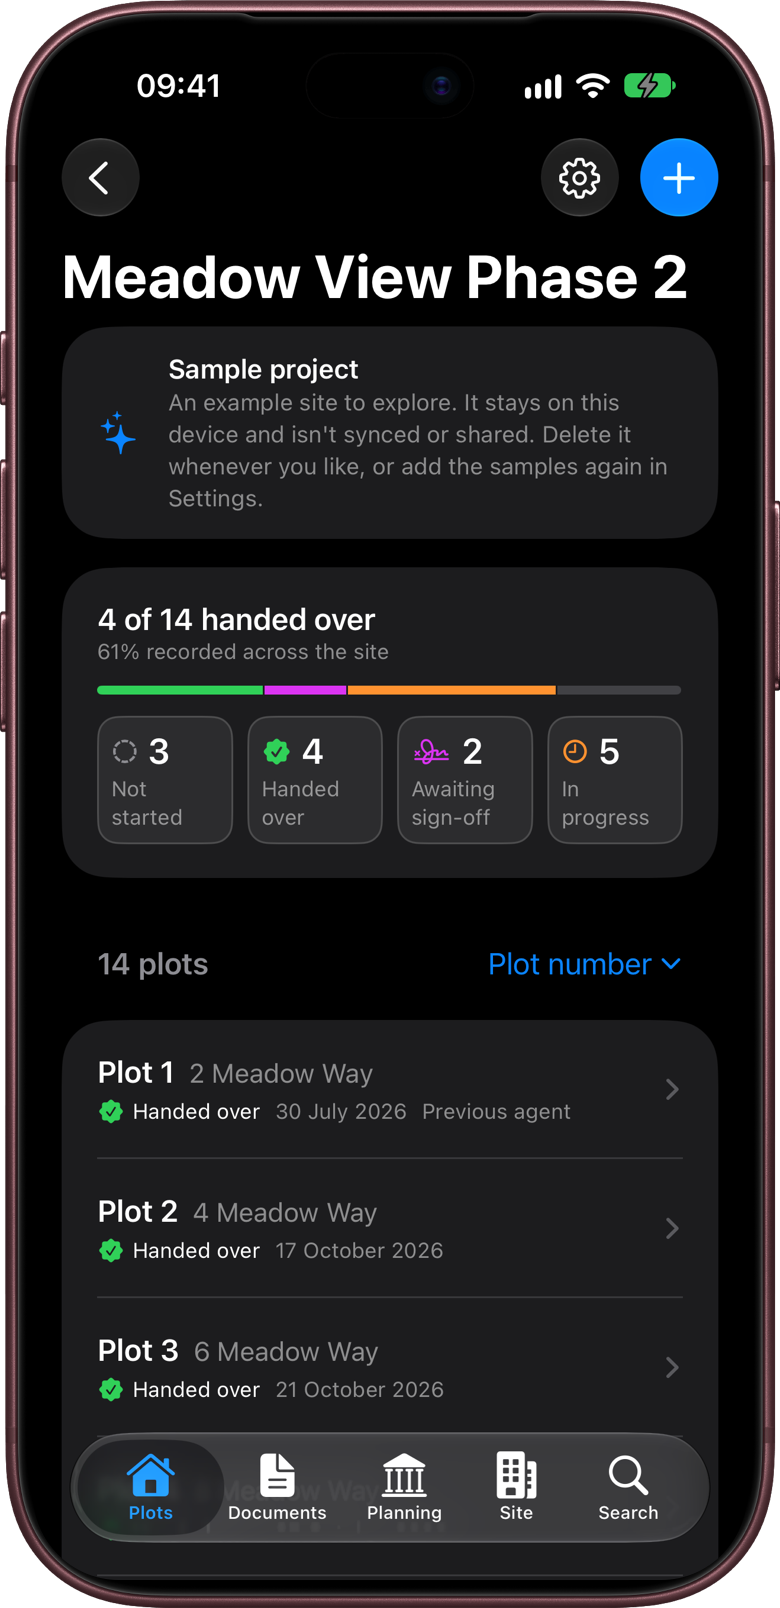 09:41
Meadow View Phase 2
Sample project
An example site to explore. It stays on this
device and isn't synced or shared. Delete it
whenever you like, or add the samples again in
Settings.
4 of 14 handed over
61% recorded across the site
3
Not
started
4
Handed
over
2
Awaiting
sign-off
5
In
progress
14 plots
Plot number
Plot 1 2 Meadow Way
Handed over 30 July 2026 Previous agent
Plot 2 4 Meadow Way
Handed over 17 October 2026
Plot 3 6 Meadow Way
Handed over 21 October 2026
Meadow Way
Plots
Documents
Planning
Site
Search